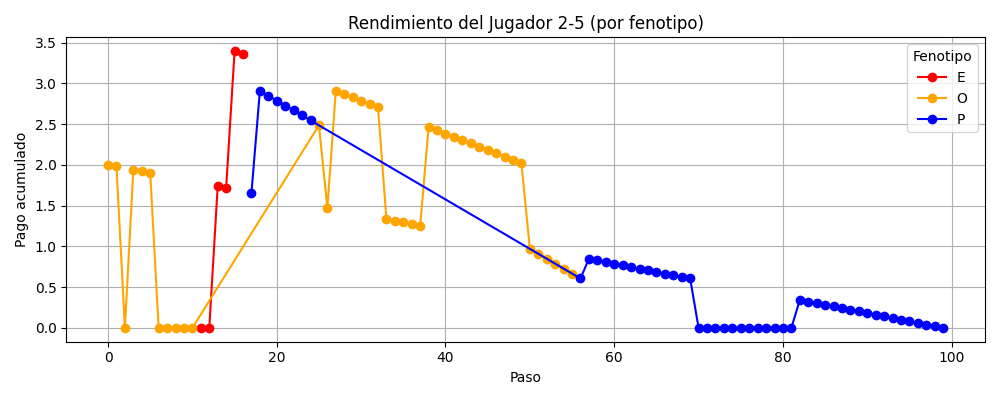 Rendimiento del Jugador 2-5 (por fenotipo)
Pago acumulado
3.5
3.0
2.5
2.0
1.5
1.0
0.5
0.0
Fenotipo
E
O
P
0
20
40
60
80
100
Paso